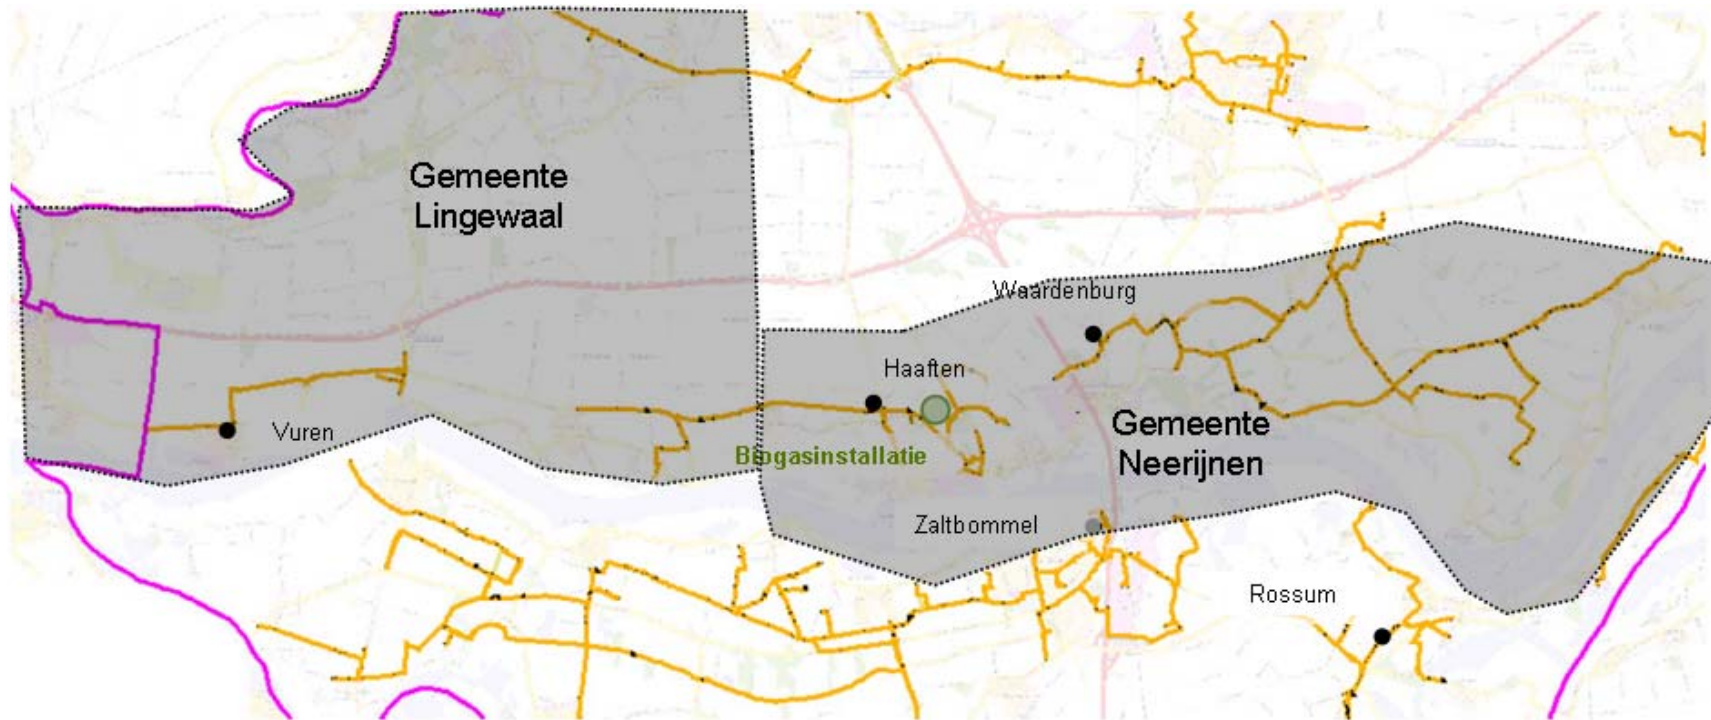 Gemeente
Lingewaal
Waardenburg
Haaften
Gemeente
Neerijnen
Vuren
Biogasinstallatie
Zaltbommel
Rossum